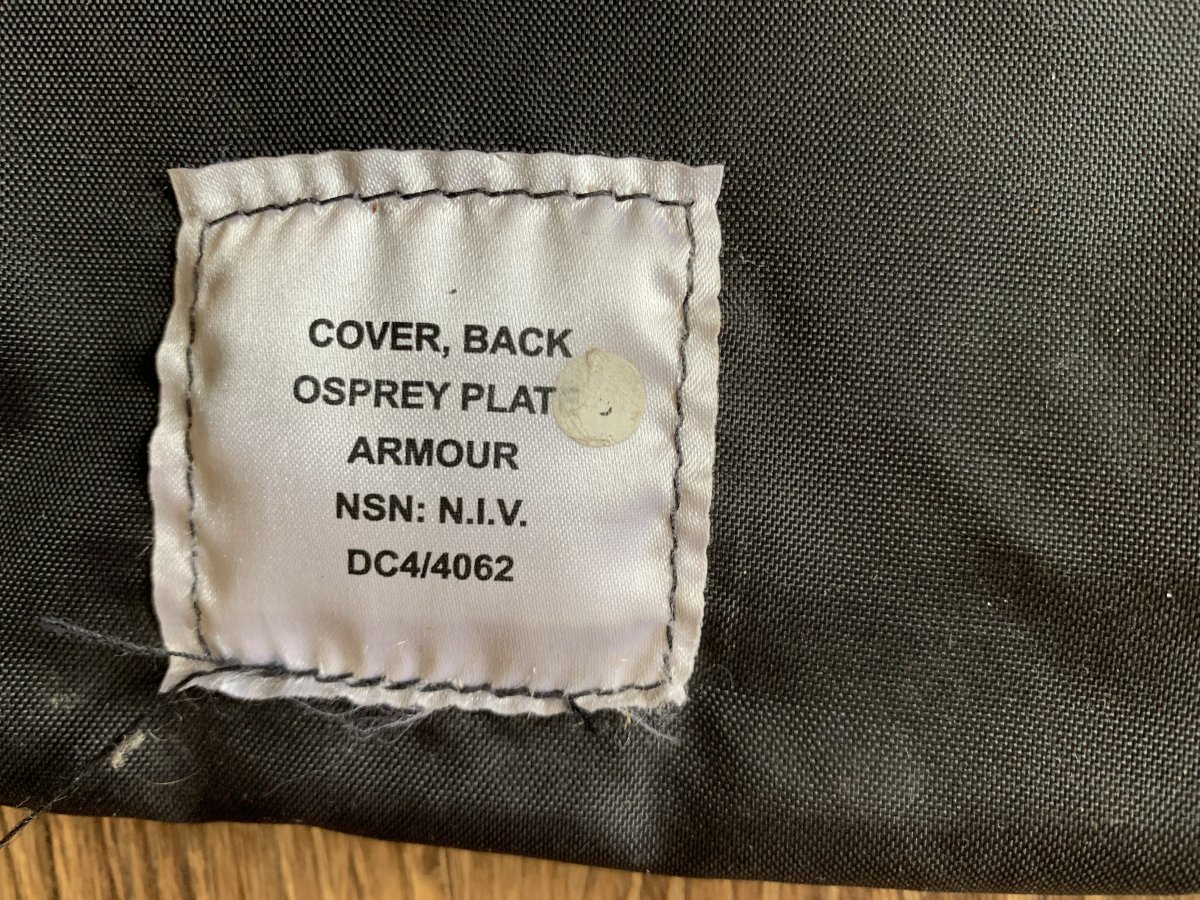 COVER, BACK
OSPREY PLAT
ARMOUR
NSN: N.I.V.
DC4/4062